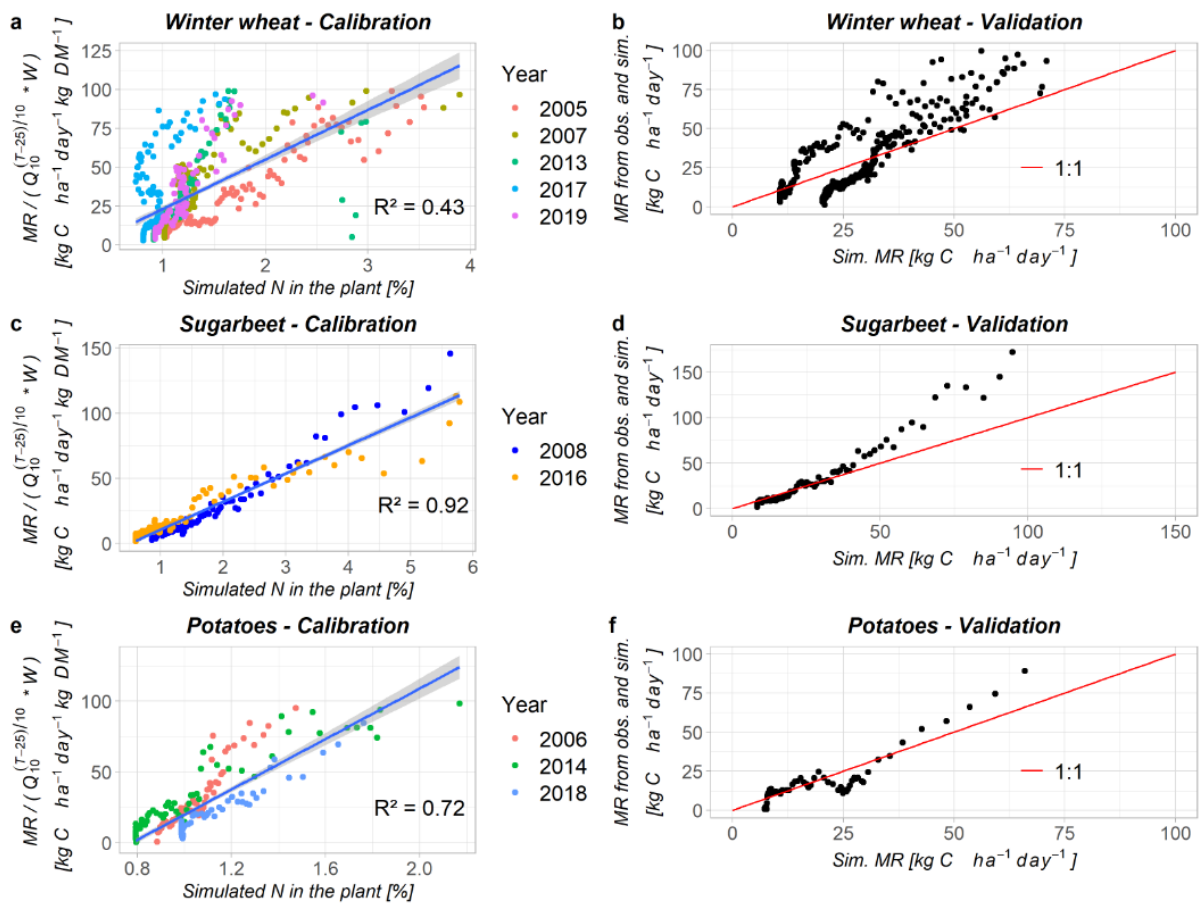 a
Winter wheat - Calibration
MR / ( Q₁₀^(T−25)/10 * W)
[kg C ha⁻¹ day⁻¹ kg DM⁻¹ ]
125
100
75
50
25
0
1 2 3 4
Simulated N in the plant [%]
R² = 0.43
Year
2005
2007
2013
2017
2019
b
Winter wheat - Validation
MR from obs. and sim.
[kg C ha⁻¹ day⁻¹ ]
100
75
50
25
0
0 25 50 75 100
Sim. MR [kg C ha⁻¹ day⁻¹ ]
1:1
c
Sugarbeet - Calibration
MR / ( Q₁₀^(T−25)/10 * W)
[kg C ha⁻¹ day⁻¹ kg DM⁻¹ ]
150
100
50
0
1 2 3 4 5 6
Simulated N in the plant [%]
R² = 0.92
Year
2008
2016
d
Sugarbeet - Validation
MR from obs. and sim.
[kg C ha⁻¹ day⁻¹ ]
150
100
50
0
0 50 100 150
Sim. MR [kg C ha⁻¹ day⁻¹ ]
1:1
e
Potatoes - Calibration
MR / ( Q₁₀^(T−25)/10 * W)
[kg C ha⁻¹ day⁻¹ kg DM⁻¹ ]
100
50
0
0.8 1.2 1.6 2.0
Simulated N in the plant [%]
R² = 0.72
Year
2006
2014
2018
f
Potatoes - Validation
MR from obs. and sim.
[kg C ha⁻¹ day⁻¹ ]
100
75
50
25
0
0 25 50 75 100
Sim. MR [kg C ha⁻¹ day⁻¹ ]
1:1